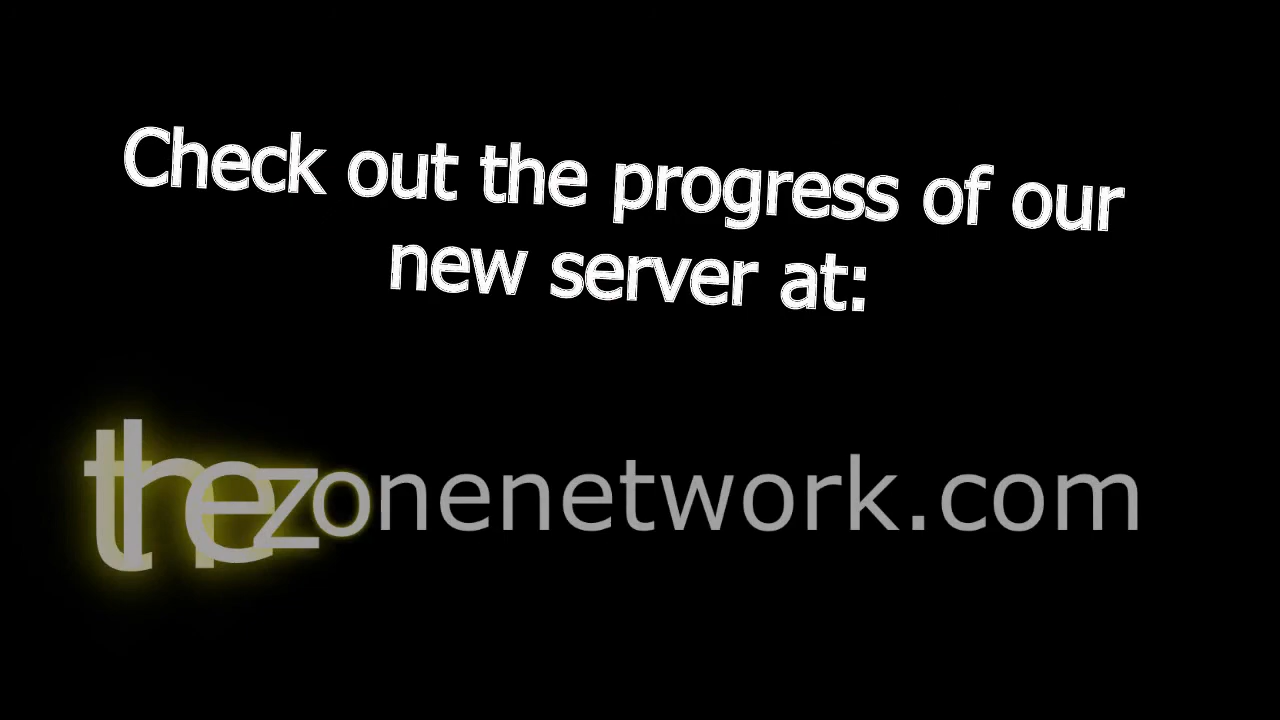 Check out the progress of our
new server at:
thezonenetwork.com